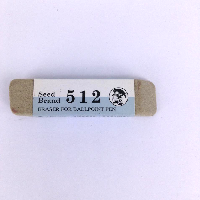 Seed
Brand 512
ERASER FOR BALLPOINT PEN